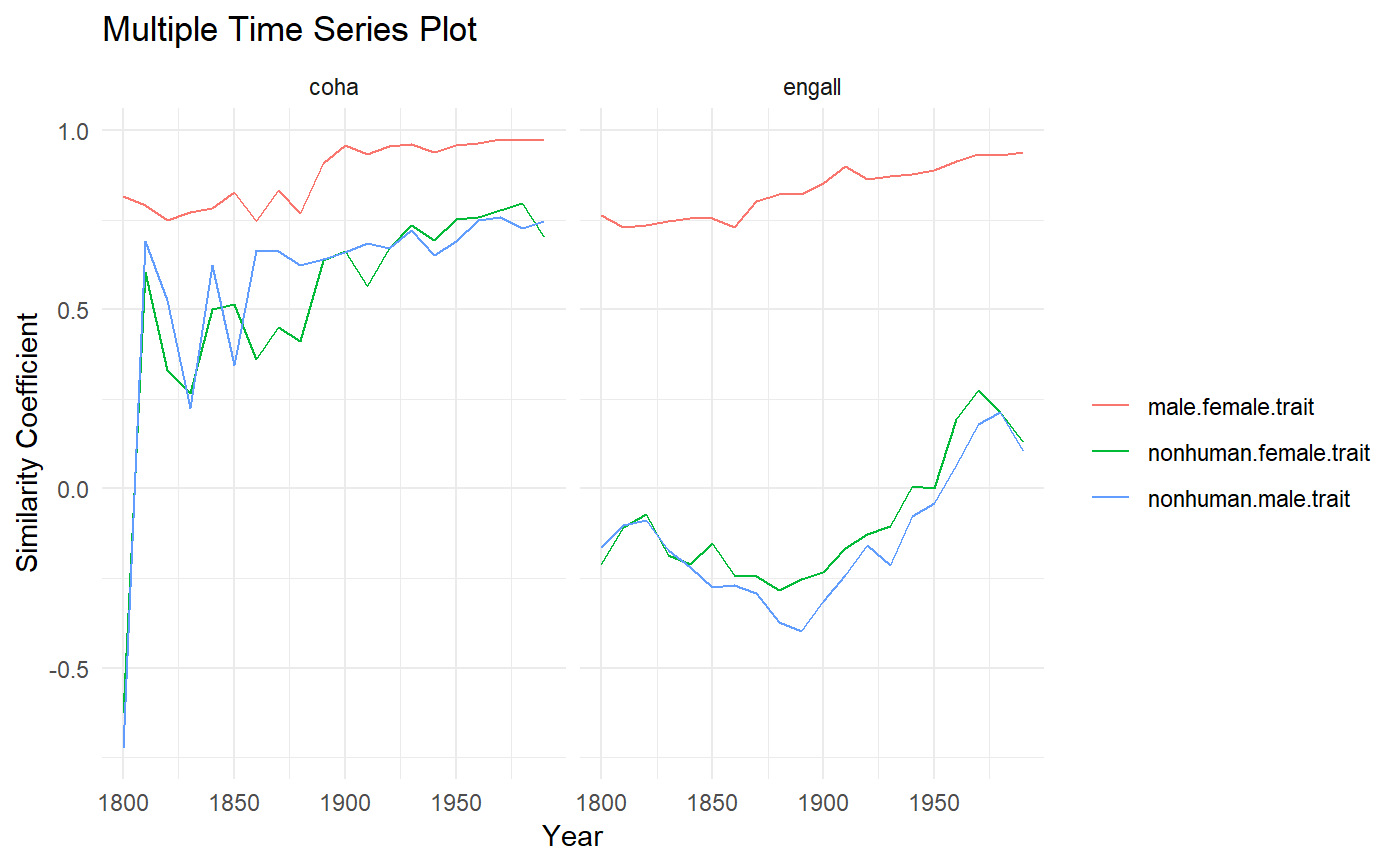 Multiple Time Series Plot
coha
engall
1.0
0.5
0.0
-0.5
Similarity Coefficient
1800 1850 1900 1950
1800 1850 1900 1950
Year
male.female.trait
nonhuman.female.trait
nonhuman.male.trait